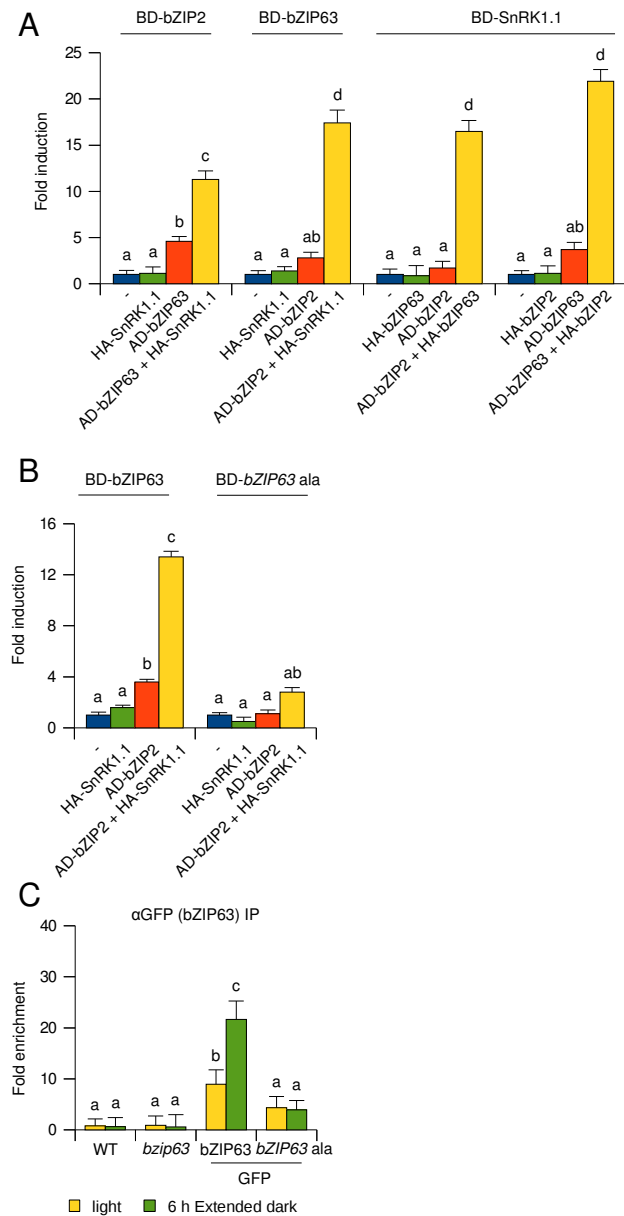 A
BD-bZIP2 BD-bZIP63 BD-SnRK1.1
Fold induction
25
20
15
10
5
0
a a b c a a ab d a a a d a a ab d
- HA-SnRK1.1 AD-bZIP63 AD-bZIP63 + HA-SnRK1.1 - HA-SnRK1.1 AD-bZIP2 AD-bZIP2 + HA-SnRK1.1 - HA-bZIP63 AD-bZIP2 AD-bZIP2 + HA-bZIP63 - HA-bZIP2 AD-bZIP63 AD-bZIP63 + HA-bZIP2
B
BD-bZIP63 BD-bZIP63 ala
Fold induction
16
12
8
4
0
a a b c a a a ab
- HA-SnRK1.1 AD-bZIP2 AD-bZIP2 + HA-SnRK1.1 - HA-SnRK1.1 AD-bZIP2 AD-bZIP2 + HA-SnRK1.1
C
αGFP (bZIP63) IP
Fold enrichment
40
30
20
10
0
a a a a b c a a
WT bzip63 bZIP63 bZIP63 ala
GFP
light 6 h Extended dark